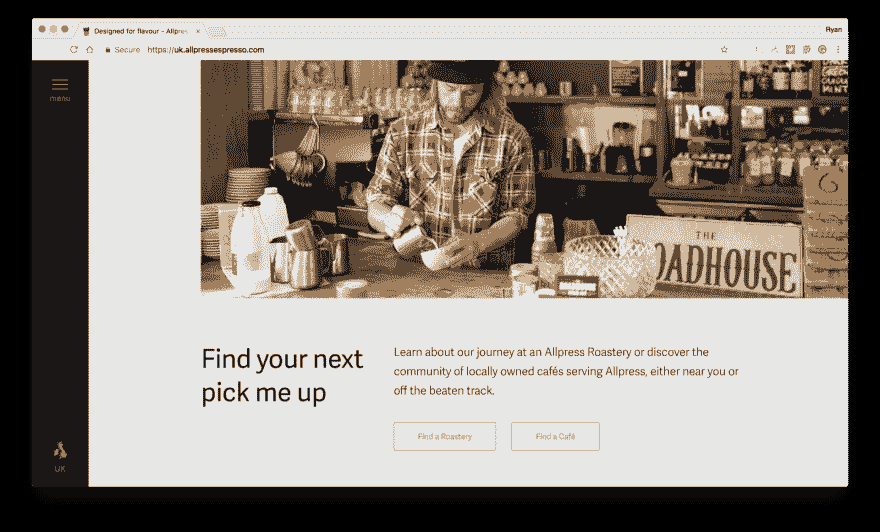 Designed for flavour - Allpres
Ryan
Secure https://uk.allpressespresso.com
menu
THE
OADHOUSE
Find your next
pick me up
Learn about our journey at an Allpress Roastery or discover the
community of locally owned cafés serving Allpress, either near you or
off the beaten track.
Find a Roastery
Find a Café
UK